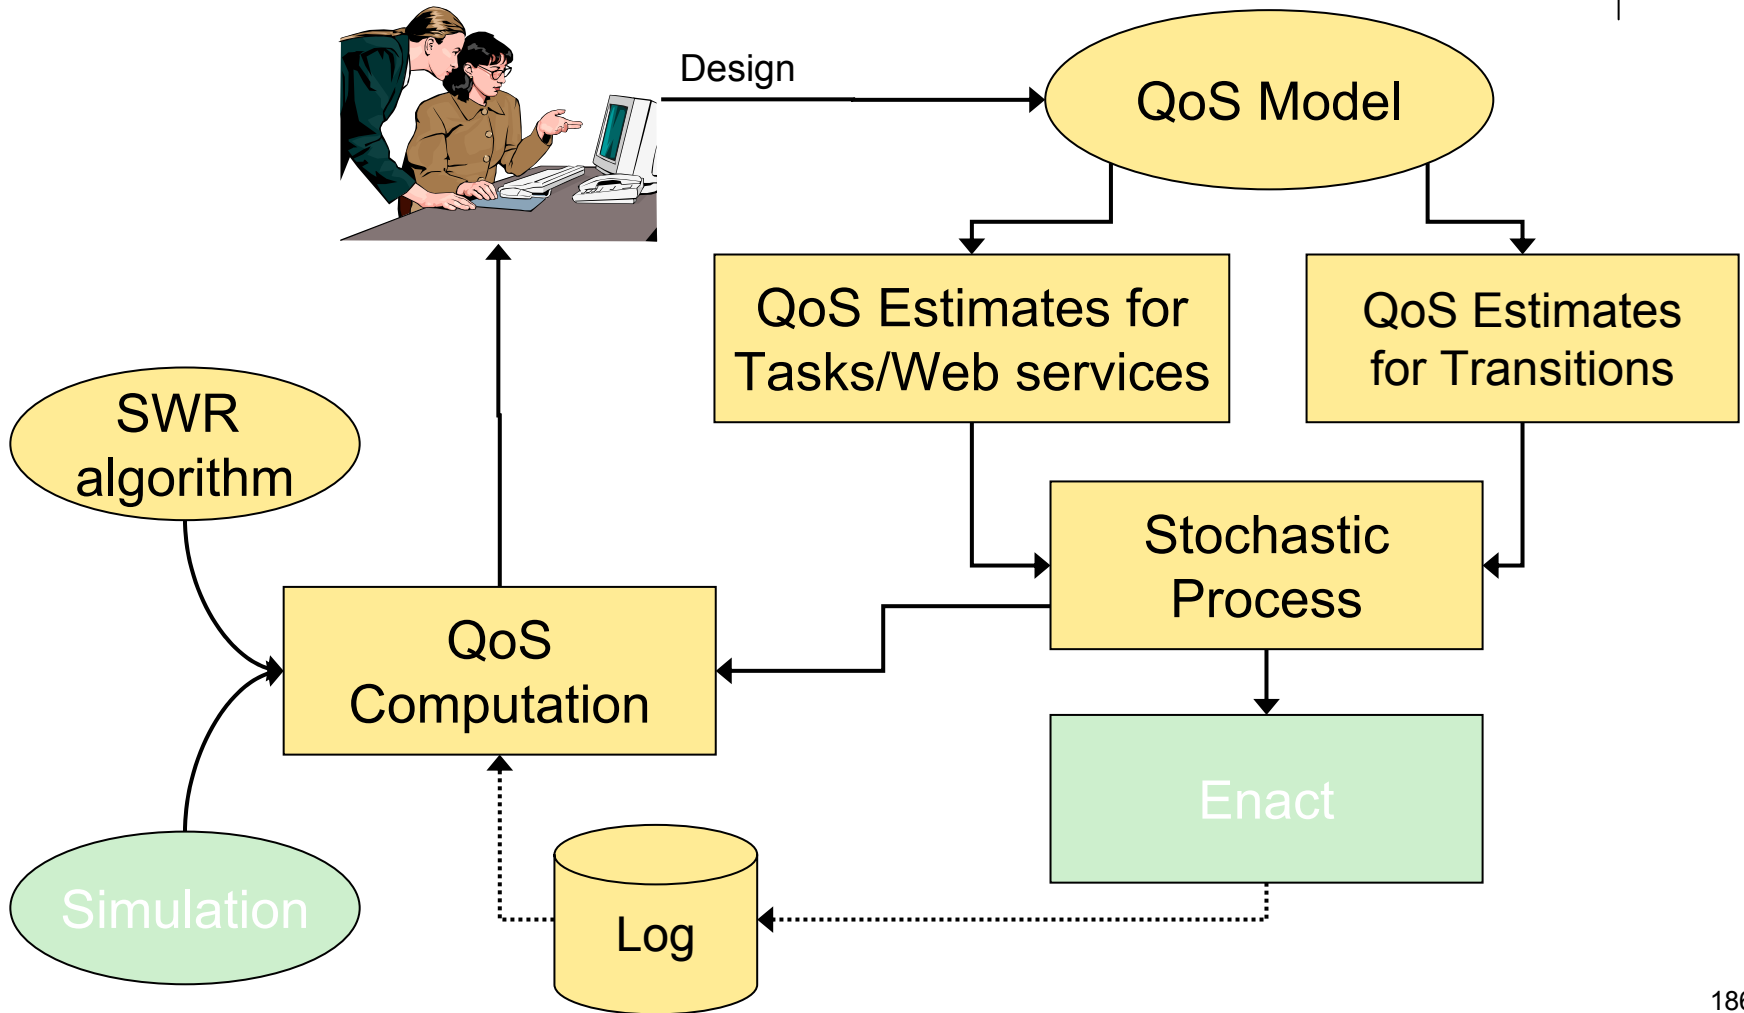 Design
QoS Model
QoS Estimates for
Tasks/Web services
QoS Estimates
for Transitions
SWR
algorithm
Stochastic
Process
QoS
Computation
Enact
Simulation
Log
186